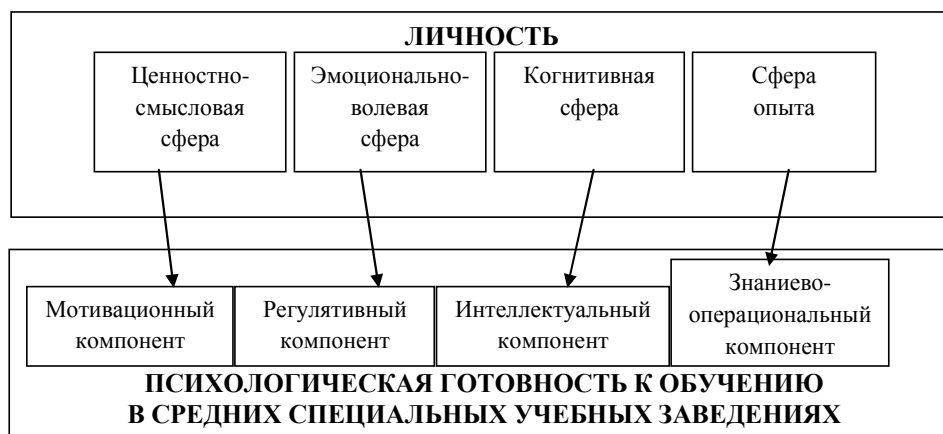 ЛИЧНОСТЬ
Ценностно-
смысловая
сфера
Эмоционально-
волевая
сфера
Когнитивная
сфера
Сфера
опыта
Мотивационный
компонент
Регулятивный
компонент
Интеллектуальный
компонент
Знаниево-
операциональный
компонент
ПСИХОЛОГИЧЕСКАЯ ГОТОВНОСТЬ К ОБУЧЕНИЮ
В СРЕДНИХ СПЕЦИАЛЬНЫХ УЧЕБНЫХ ЗАВЕДЕНИЯХ